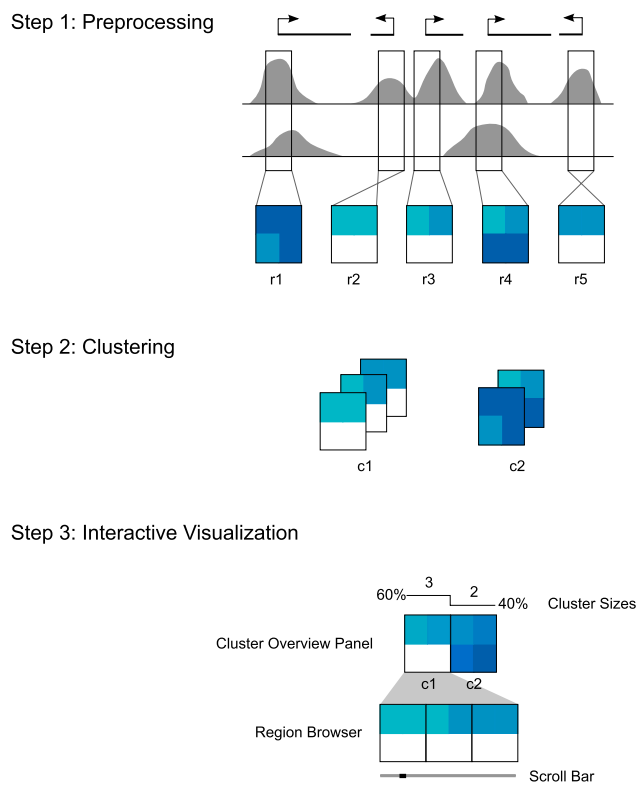 Step 1: Preprocessing
r1 r2 r3 r4 r5
Step 2: Clustering
c1 c2
Step 3: Interactive Visualization
3 2
60% 40% Cluster Sizes
Cluster Overview Panel
c1 c2
Region Browser
Scroll Bar